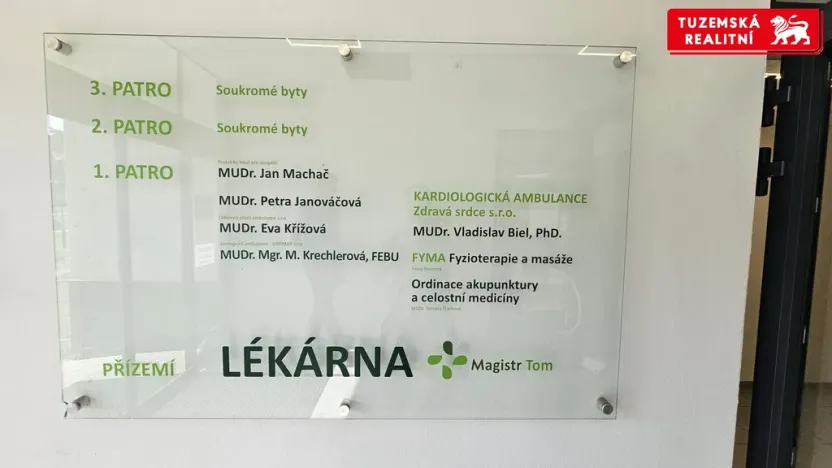 TUZEMSKÁ
REALITNÍ
3. PATRO Soukromé byty
2. PATRO Soukromé byty
1. PATRO
MUDr. Jan Machač
MUDr. Petra Janováčová
MUDr. Eva Křížová
MUDr. Mgr. M. Krechlerová, FEBU
KARDIOLOGICKÁ AMBULANCE
Zdravá srdce s.r.o.
MUDr. Vladislav Biel, PhD.
FYMA Fyzioterapie a masáže
Ordinace akupunktury
a celostní medicíny
PŘÍZEMÍ LÉKÁRNA Magistr Tom